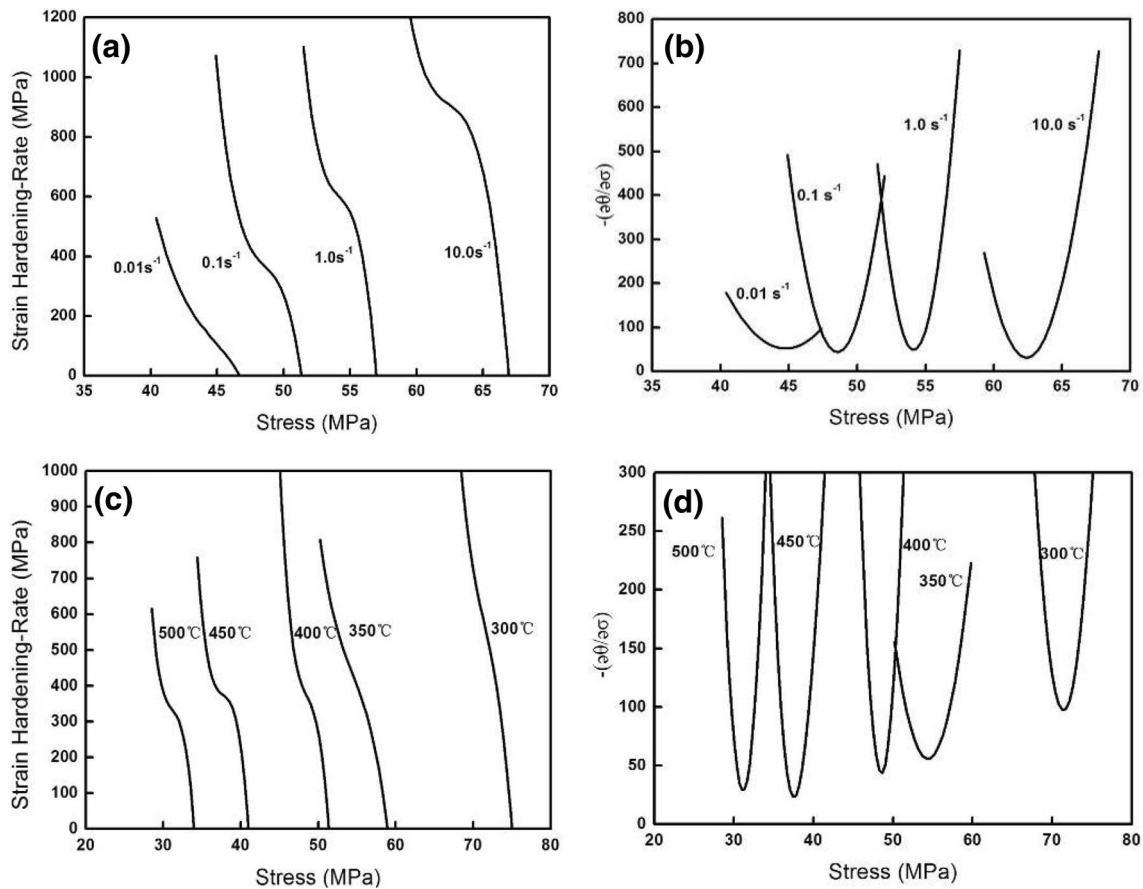 (a)
Strain Hardening-Rate (MPa)
1200
1000
800
600
400
200
0
0.01s⁻¹
0.1s⁻¹
1.0s⁻¹
10.0s⁻¹
35 40 45 50 55 60 65 70
Stress (MPa)
(b)
-(∂θ/∂σ)
800
700
600
500
400
300
200
100
0
0.01 s⁻¹
0.1 s⁻¹
1.0 s⁻¹
10.0 s⁻¹
35 40 45 50 55 60 65 70
Stress (MPa)
(c)
Strain Hardening-Rate (MPa)
1000
900
800
700
600
500
400
300
200
100
0
500℃
450℃
400℃
350℃
300℃
20 30 40 50 60 70 80
Stress (MPa)
(d)
-(∂θ/∂σ)
300
250
200
150
100
50
0
500℃
450℃
400℃
350℃
300℃
20 30 40 50 60 70 80
Stress (MPa)